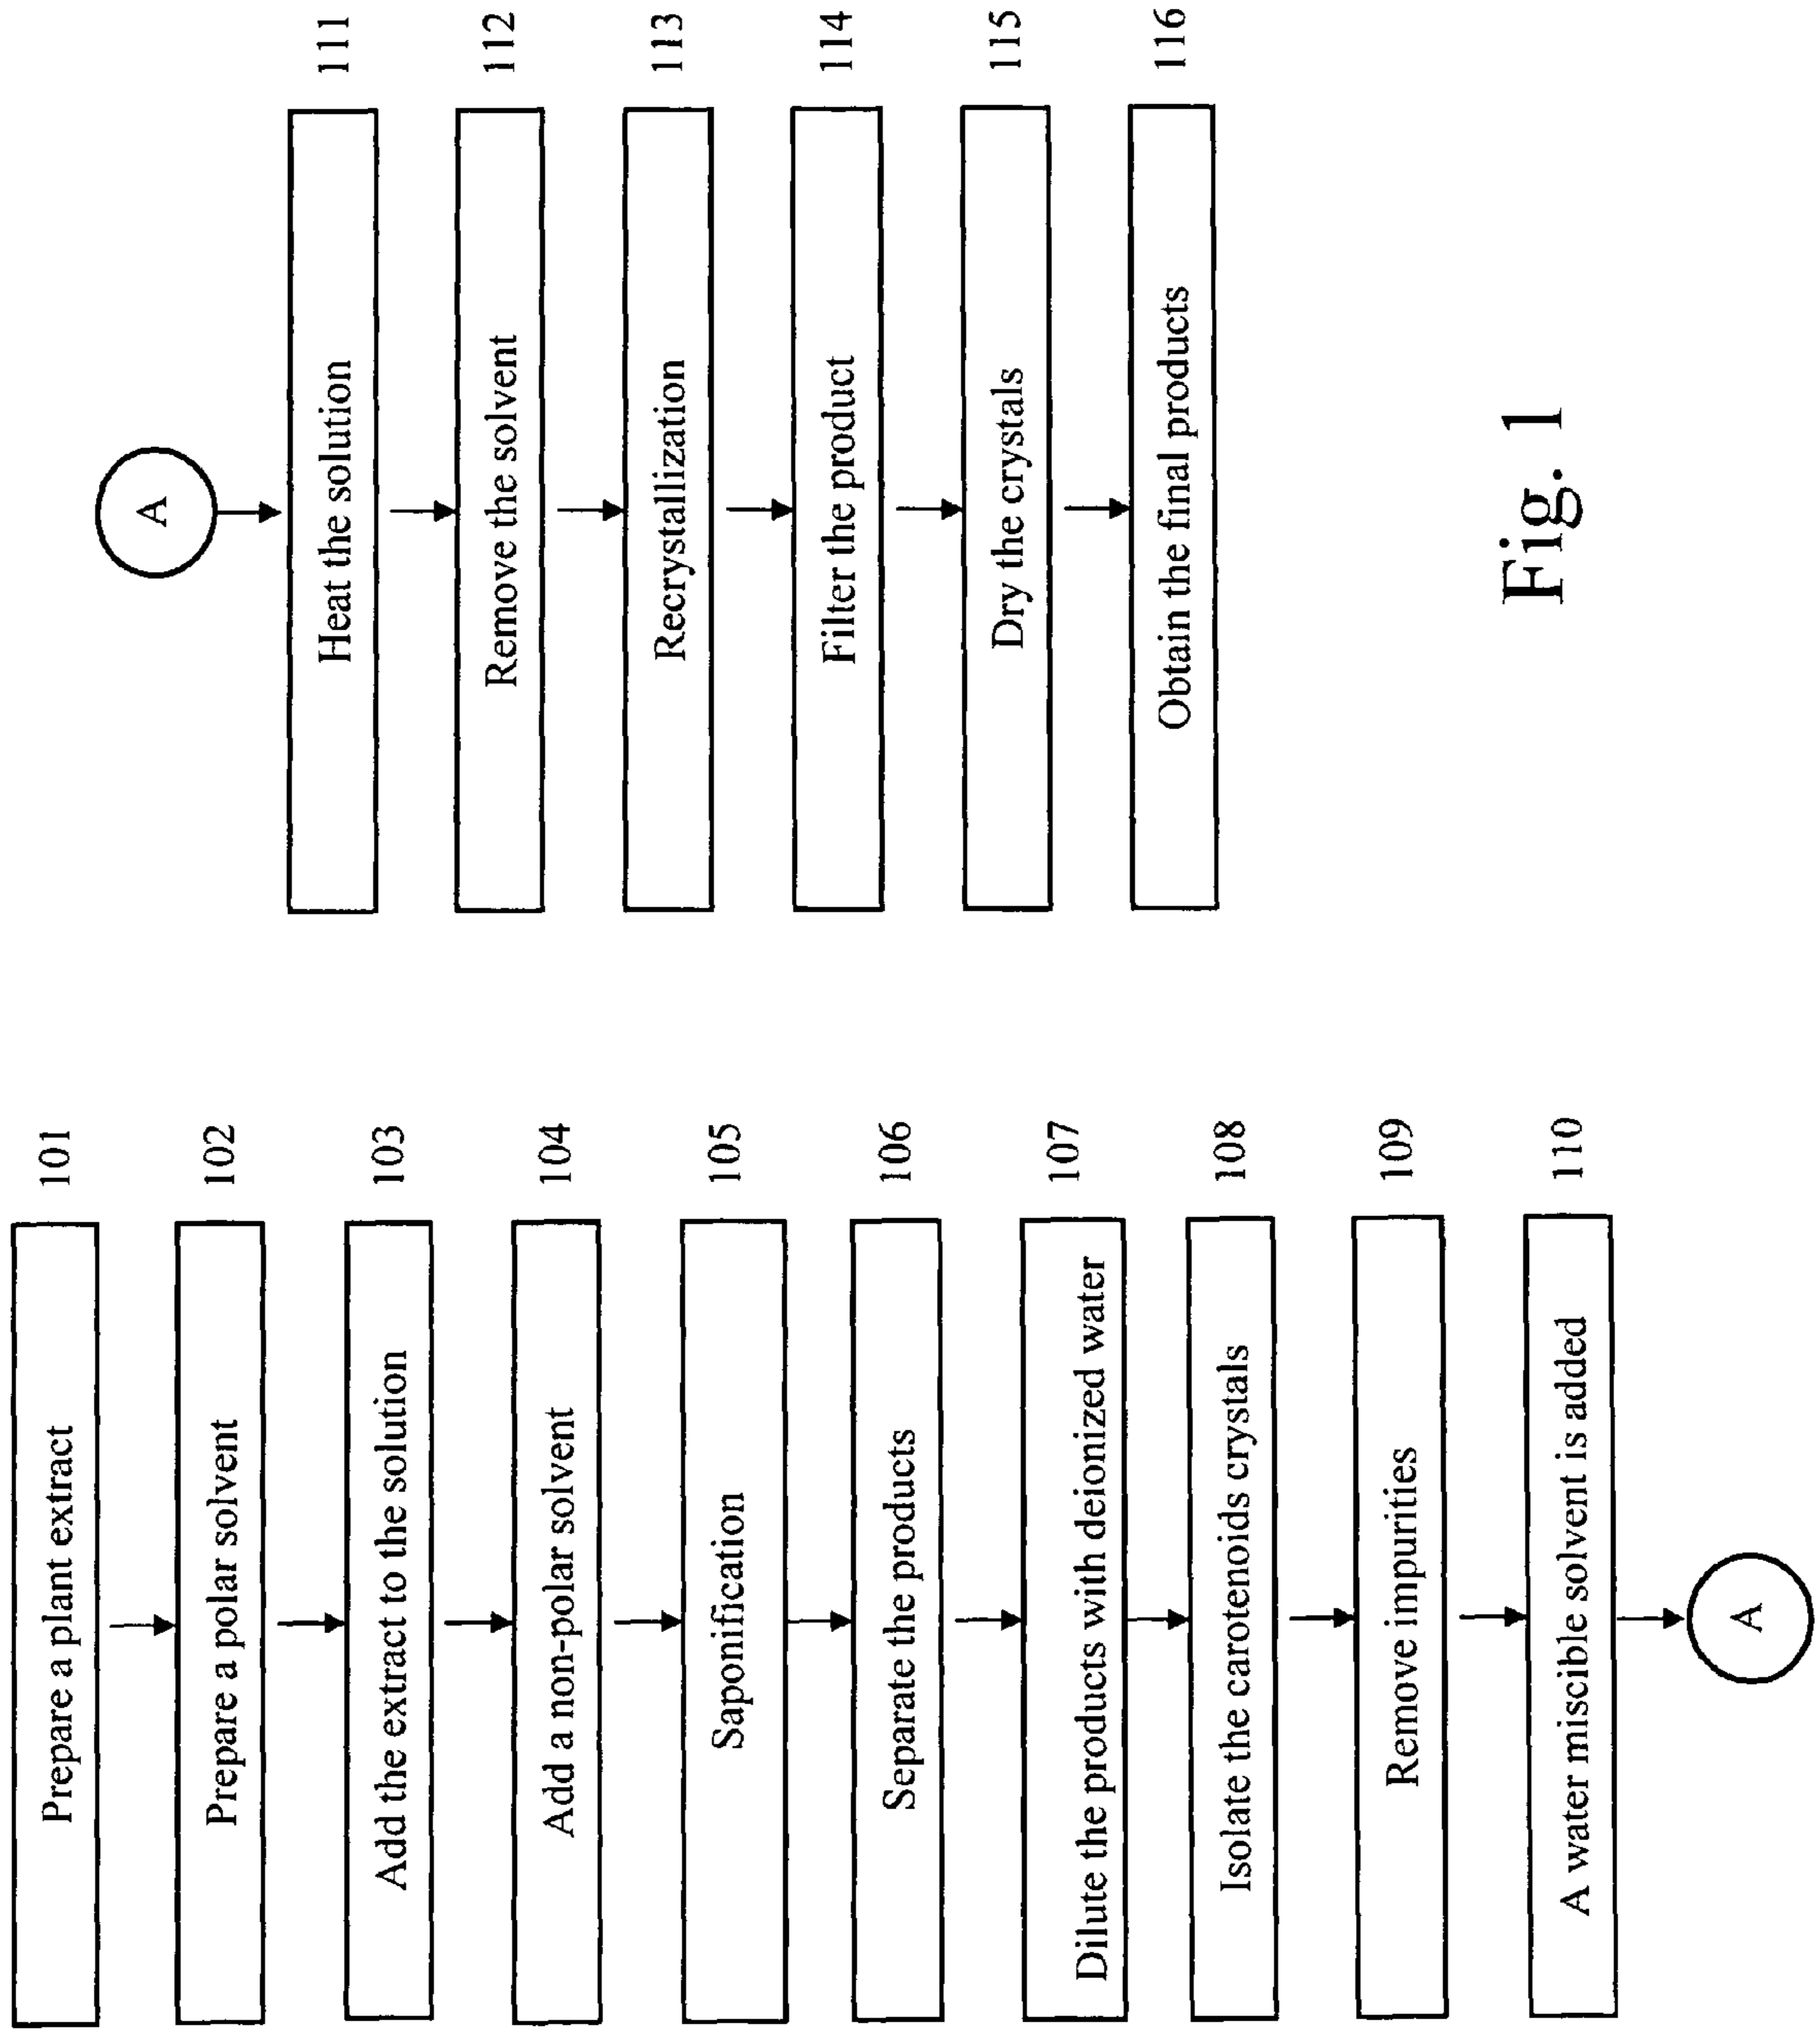 Prepare a plant extract 101
Prepare a polar solvent 102
Add the extract to the solution 103
Add a non-polar solvent 104
Saponification 105
Separate the products 106
Dilute the products with deionized water 107
Isolate the carotenoids crystals 108
Remove impurities 109
A water miscible solvent is added 110
A
A
Heat the solution 111
Remove the solvent 112
Recrystallization 113
Filter the product 114
Dry the crystals 115
Obtain the final products 116
Fig. 1